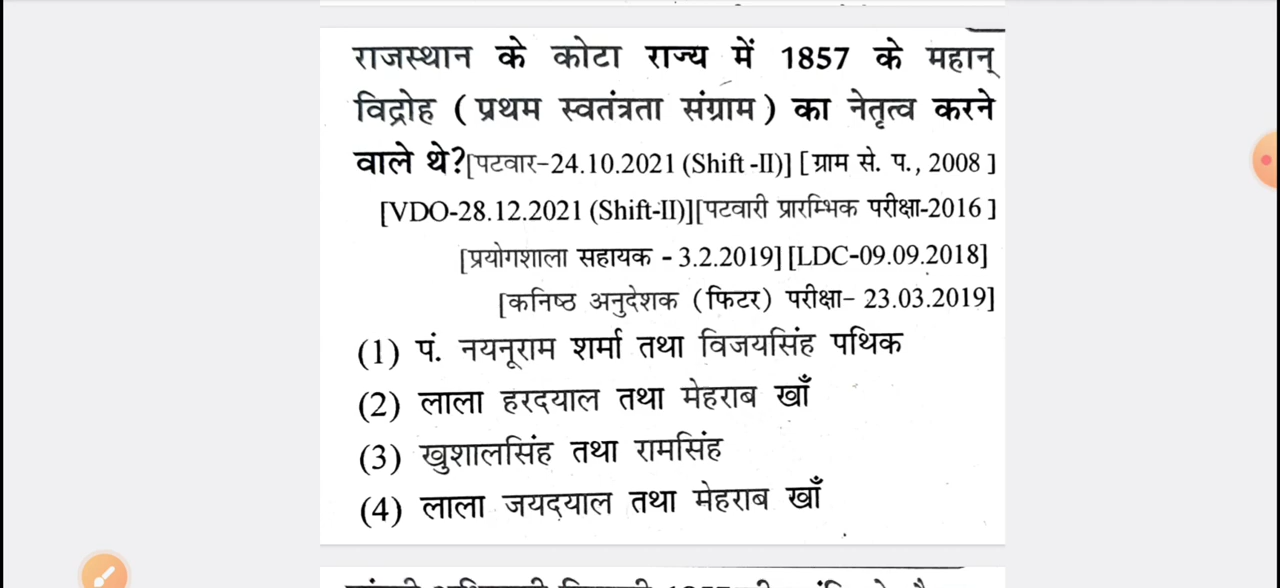 राजस्थान के कोटा राज्य में 1857 के महान्
विद्रोह ( प्रथम स्वतंत्रता संग्राम ) का नेतृत्व करने
वाले थे?[पटवार-24.10.2021 (Shift -II)] [ ग्राम से. प., 2008 ]
[VDO-28.12.2021 (Shift-II)][पटवारी प्रारम्भिक परीक्षा-2016 ]
[प्रयोगशाला सहायक - 3.2.2019] [LDC-09.09.2018]
[कनिष्ठ अनुदेशक (फिटर) परीक्षा- 23.03.2019]
(1) पं. नयनूराम शर्मा तथा विजयसिंह पथिक
(2) लाला हरदयाल तथा मेहराब खाँ
(3) खुशालसिंह तथा रामसिंह
(4) लाला जयदयाल तथा मेहराब खाँ